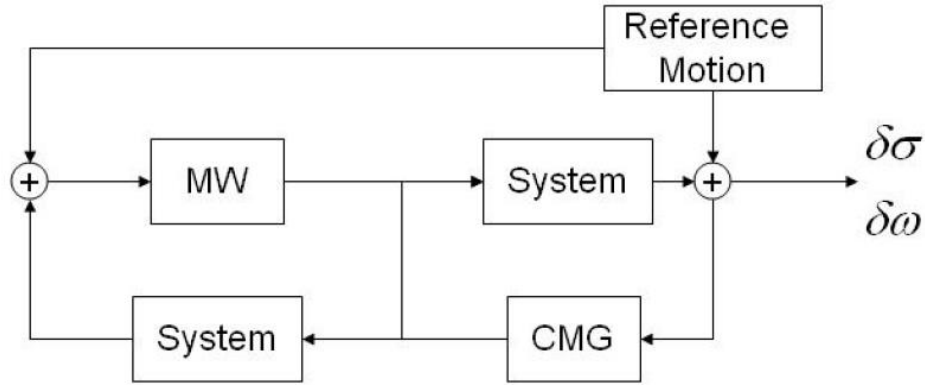 Reference
Motion
+
MW
System
+
δσ
δω
System
CMG